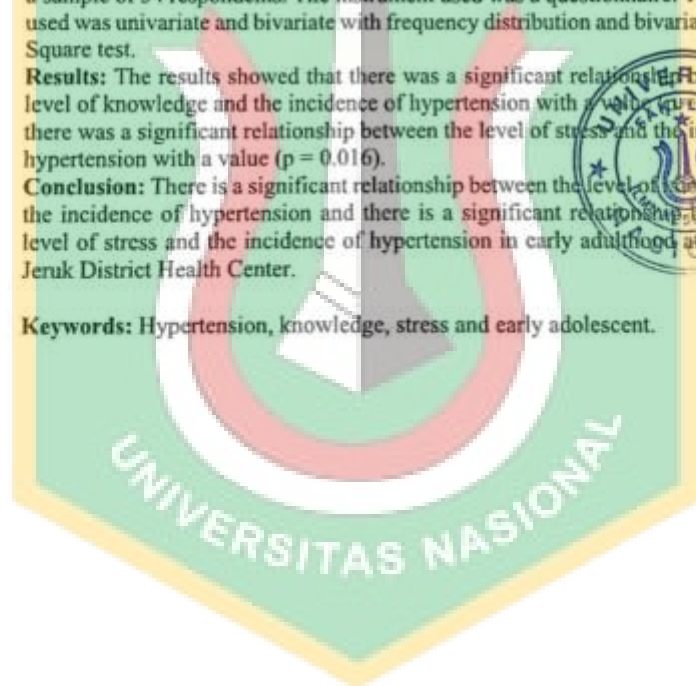 used was univariate and bivariate with frequency distribution and
Square test.
Results: The results showed that there was a significant relationship
level of knowledge and the incidence of hypertension with a
there was a significant relationship between the level of stress and the
hypertension with a value (p = 0.016).
Conclusion: There is a significant relationship between the level of
the incidence of hypertension and there is a significant relationship
level of stress and the incidence of hypertension in early adulthood
Jeruk District Health Center.
Keywords: Hypertension, knowledge, stress and early adolescent.
UNIVERSITAS NASIONAL